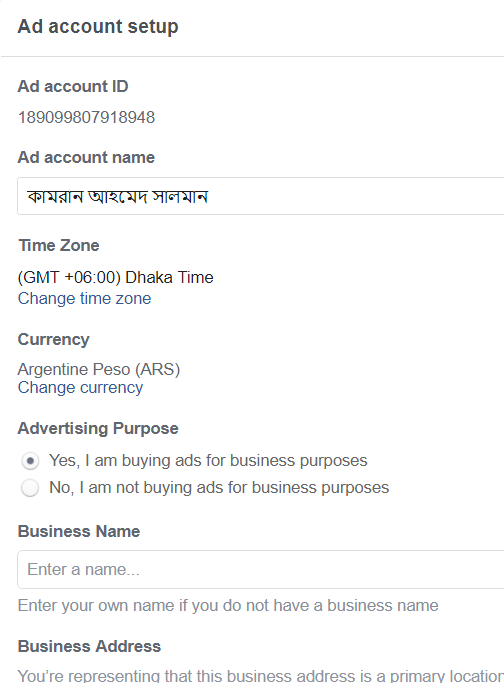 Ad account setup
Ad account ID
189099807918948
Ad account name
কামরান আহমেদ সালমান
Time Zone
(GMT +06:00) Dhaka Time
Change time zone
Currency
Argentine Peso (ARS)
Change currency
Advertising Purpose
Yes, I am buying ads for business purposes
No, I am not buying ads for business purposes
Business Name
Enter a name...
Enter your own name if you do not have a business name
Business Address
You're representing that this business address is a primary location